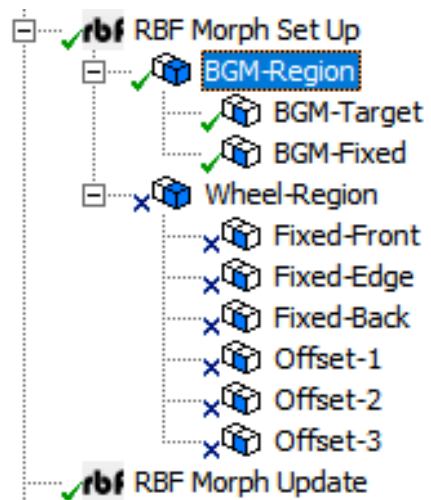 rbf RBF Morph Set Up
BGM-Region
BGM-Target
BGM-Fixed
Wheel-Region
Fixed-Front
Fixed-Edge
Fixed-Back
Offset-1
Offset-2
Offset-3
rbf RBF Morph Update